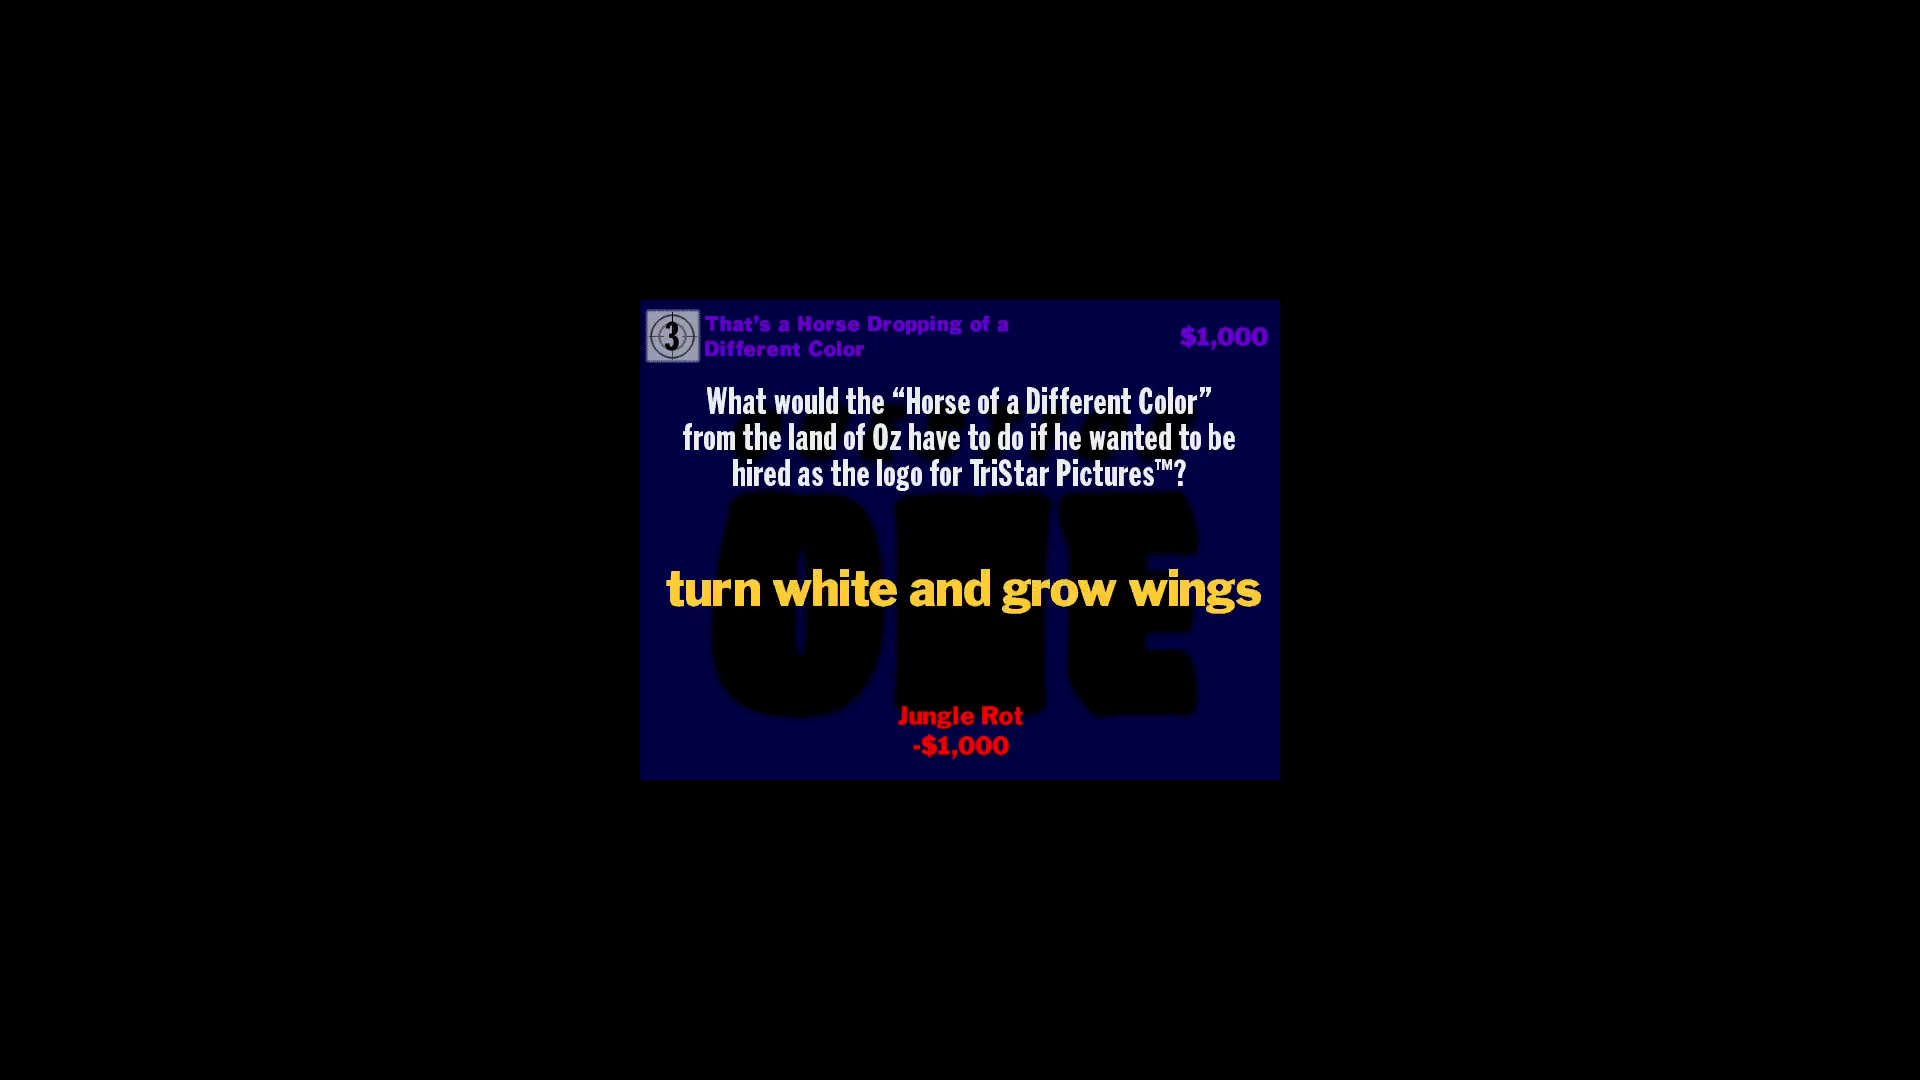 3
That's a Horse Dropping of a
Different Color
$1,000
What would the “Horse of a Different Color”
from the land of Oz have to do if he wanted to be
hired as the logo for TriStar Pictures™?
ONE
turn white and grow wings
Jungle Rot
-$1,000